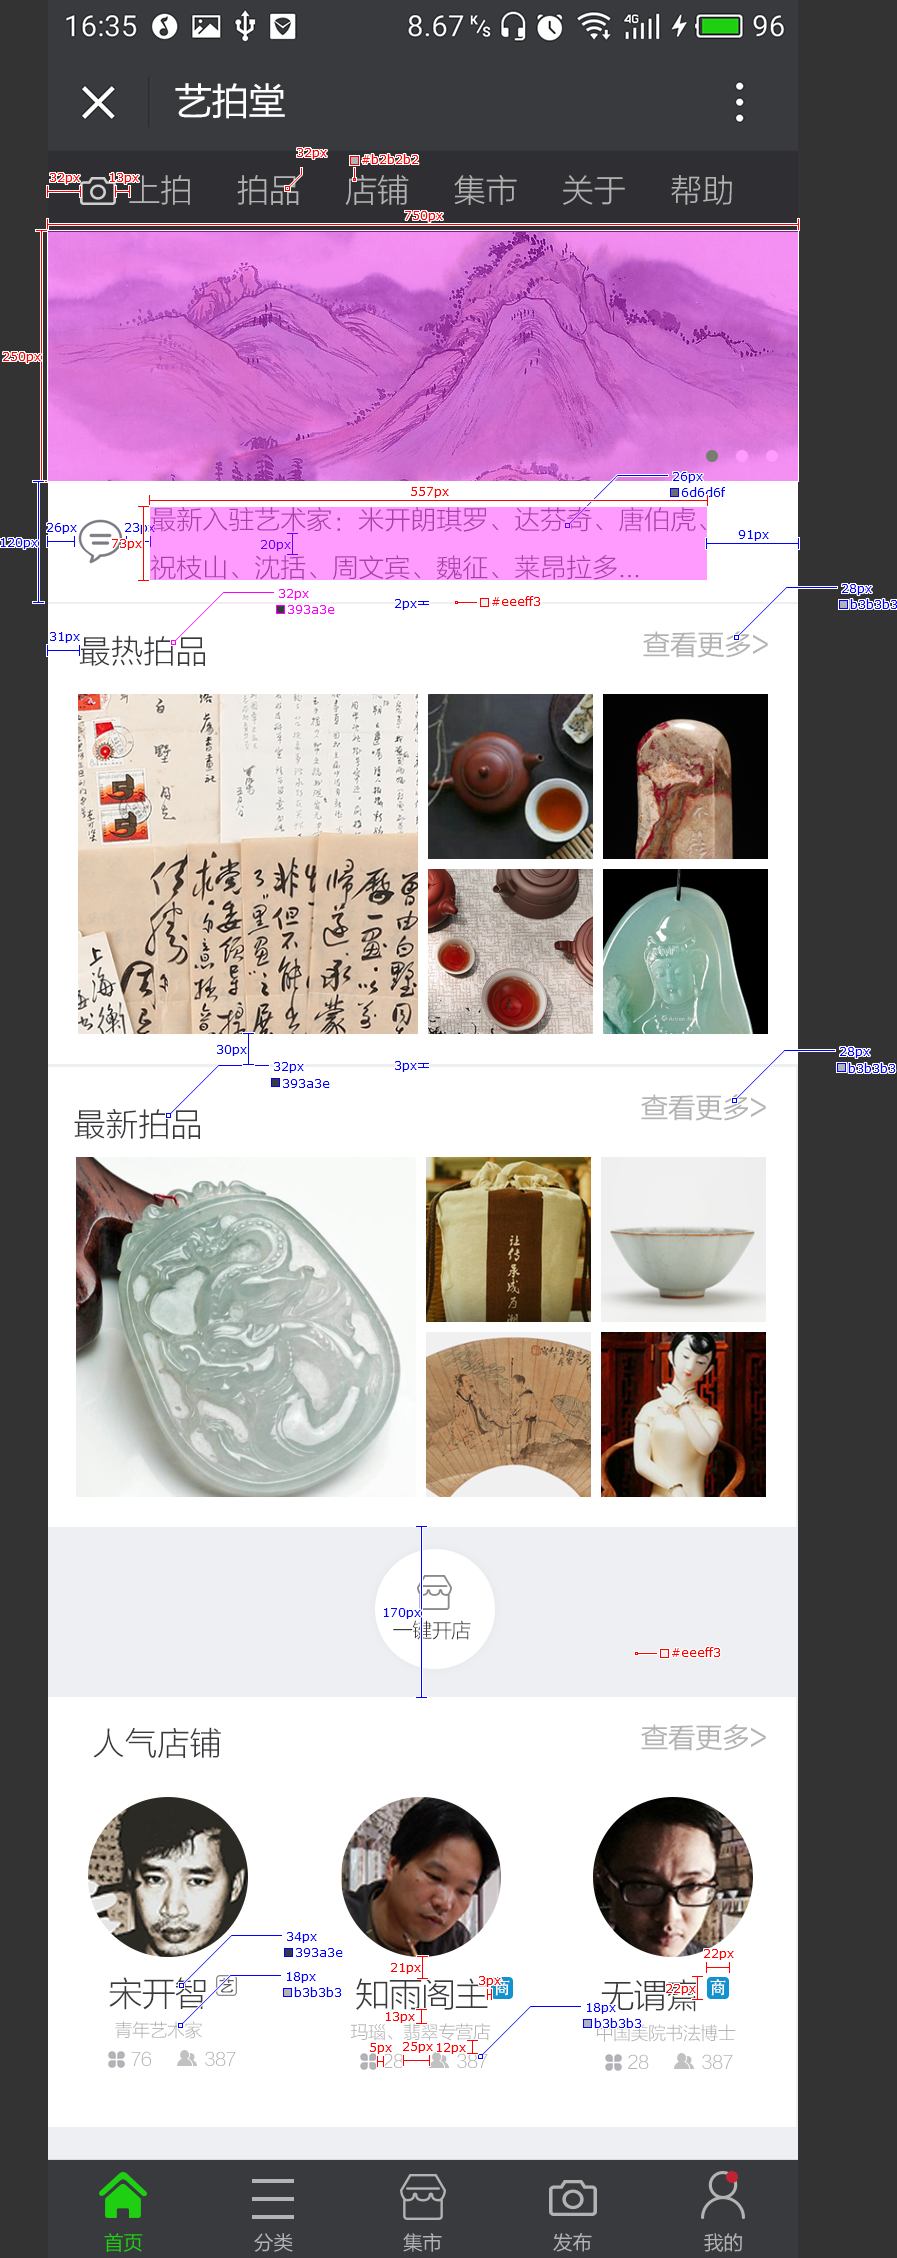 16:35 8.67 K/s 4G 96
艺拍堂
32px #b2b2b2
32px 13px
上拍 拍品 店铺 集市 关于 帮助
750px
250px
26px
6d6d6f
557px
最新入驻艺术家：米开朗琪罗、达芬奇、唐伯虎、
26px 23px 91px
120px 73px 20px
祝枝山、沈括、周文宾、魏征、莱昂拉多...
32px 28px
393a3e 2px #eeeff3 b3b3b3
31px
最热拍品 查看更多>
30px 28px
32px 3px b3b3b3
393a3e
最新拍品 查看更多>
170px
一键开店
#eeeff3
人气店铺 查看更多>
34px
393a3e
21px 22px
18px 3px 22px
b3b3b3
宋开智 艺 知雨阁主 商 无谓斋 商
13px 18px
b3b3b3
青年艺术家 玛瑙、翡翠专营店 中国美院书法博士
5px 25px 12px
76 387 28 387 28 387
首页 分类 集市 发布 我的